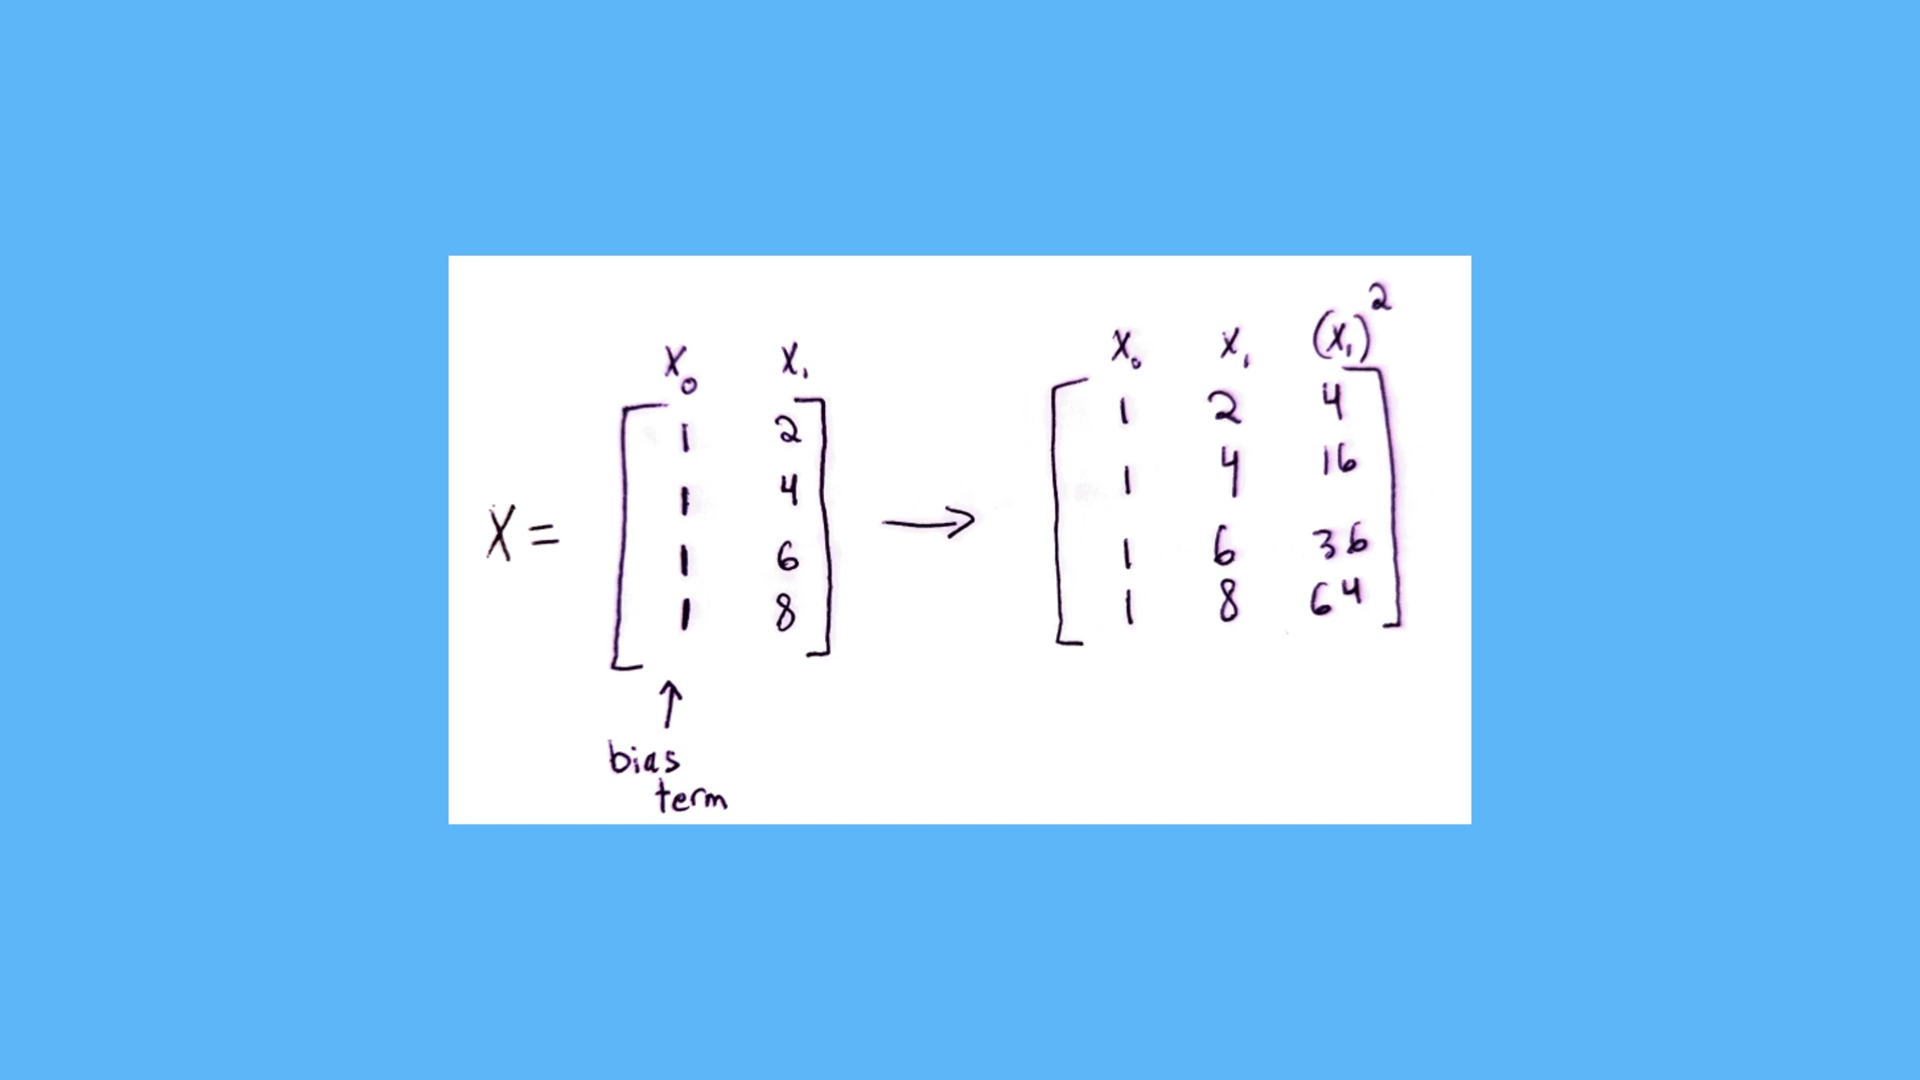 X₀ X₁
1 2
1 4
X =
1 6
1 8
bias
term
→
X₀ X₁ (X₁)²
1 2 4
1 4 16
1 6 36
1 8 64